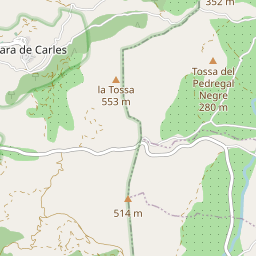 352 m
ara de Carles
la Tossa
553 m
Tossa del
Pedregal
Negre
280 m
514 m